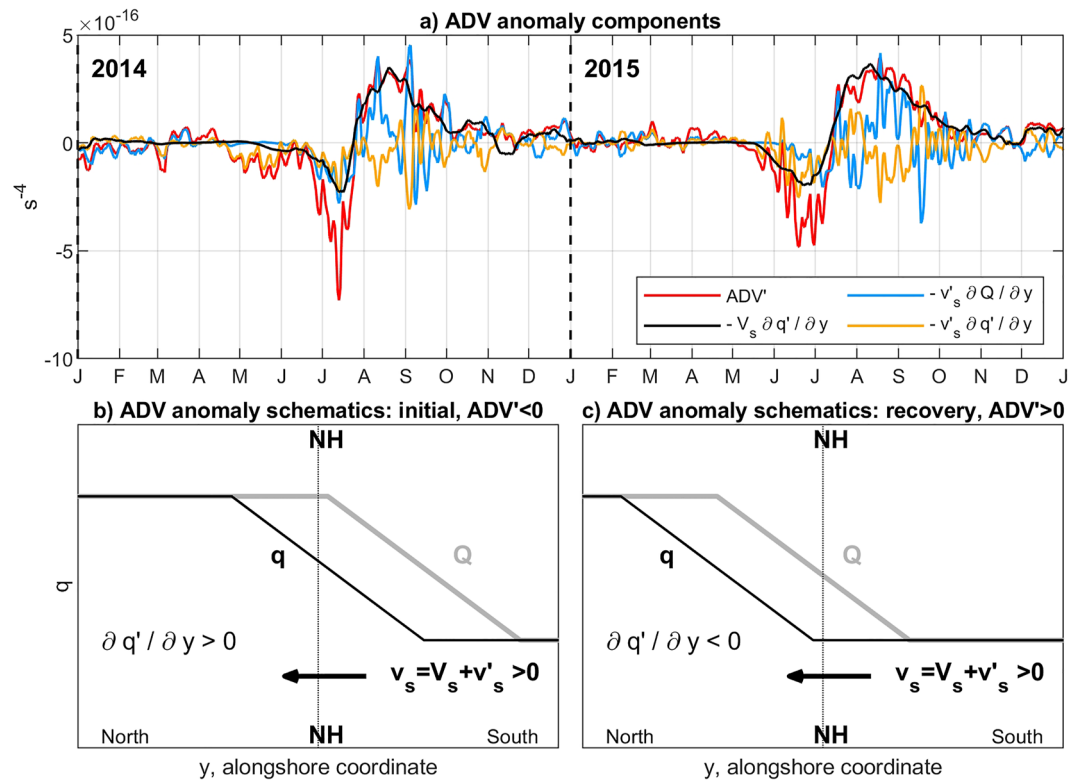 a) ADV anomaly components
×10⁻¹⁶
5
0
-5
-10
s⁻⁴
2014
2015
ADV'
- V_s ∂ q' / ∂ y
- v'_s ∂ Q / ∂ y
- v'_s ∂ q' / ∂ y
J F M A M J J A S O N D J F M A M J J A S O N D J
b) ADV anomaly schematics: initial, ADV'<0
NH
q
Q
q
∂ q' / ∂ y > 0
v_s=V_s+v'_s >0
North
NH
South
y, alongshore coordinate
c) ADV anomaly schematics: recovery, ADV'>0
NH
q
Q
∂ q' / ∂ y < 0
v_s=V_s+v'_s >0
North
NH
South
y, alongshore coordinate